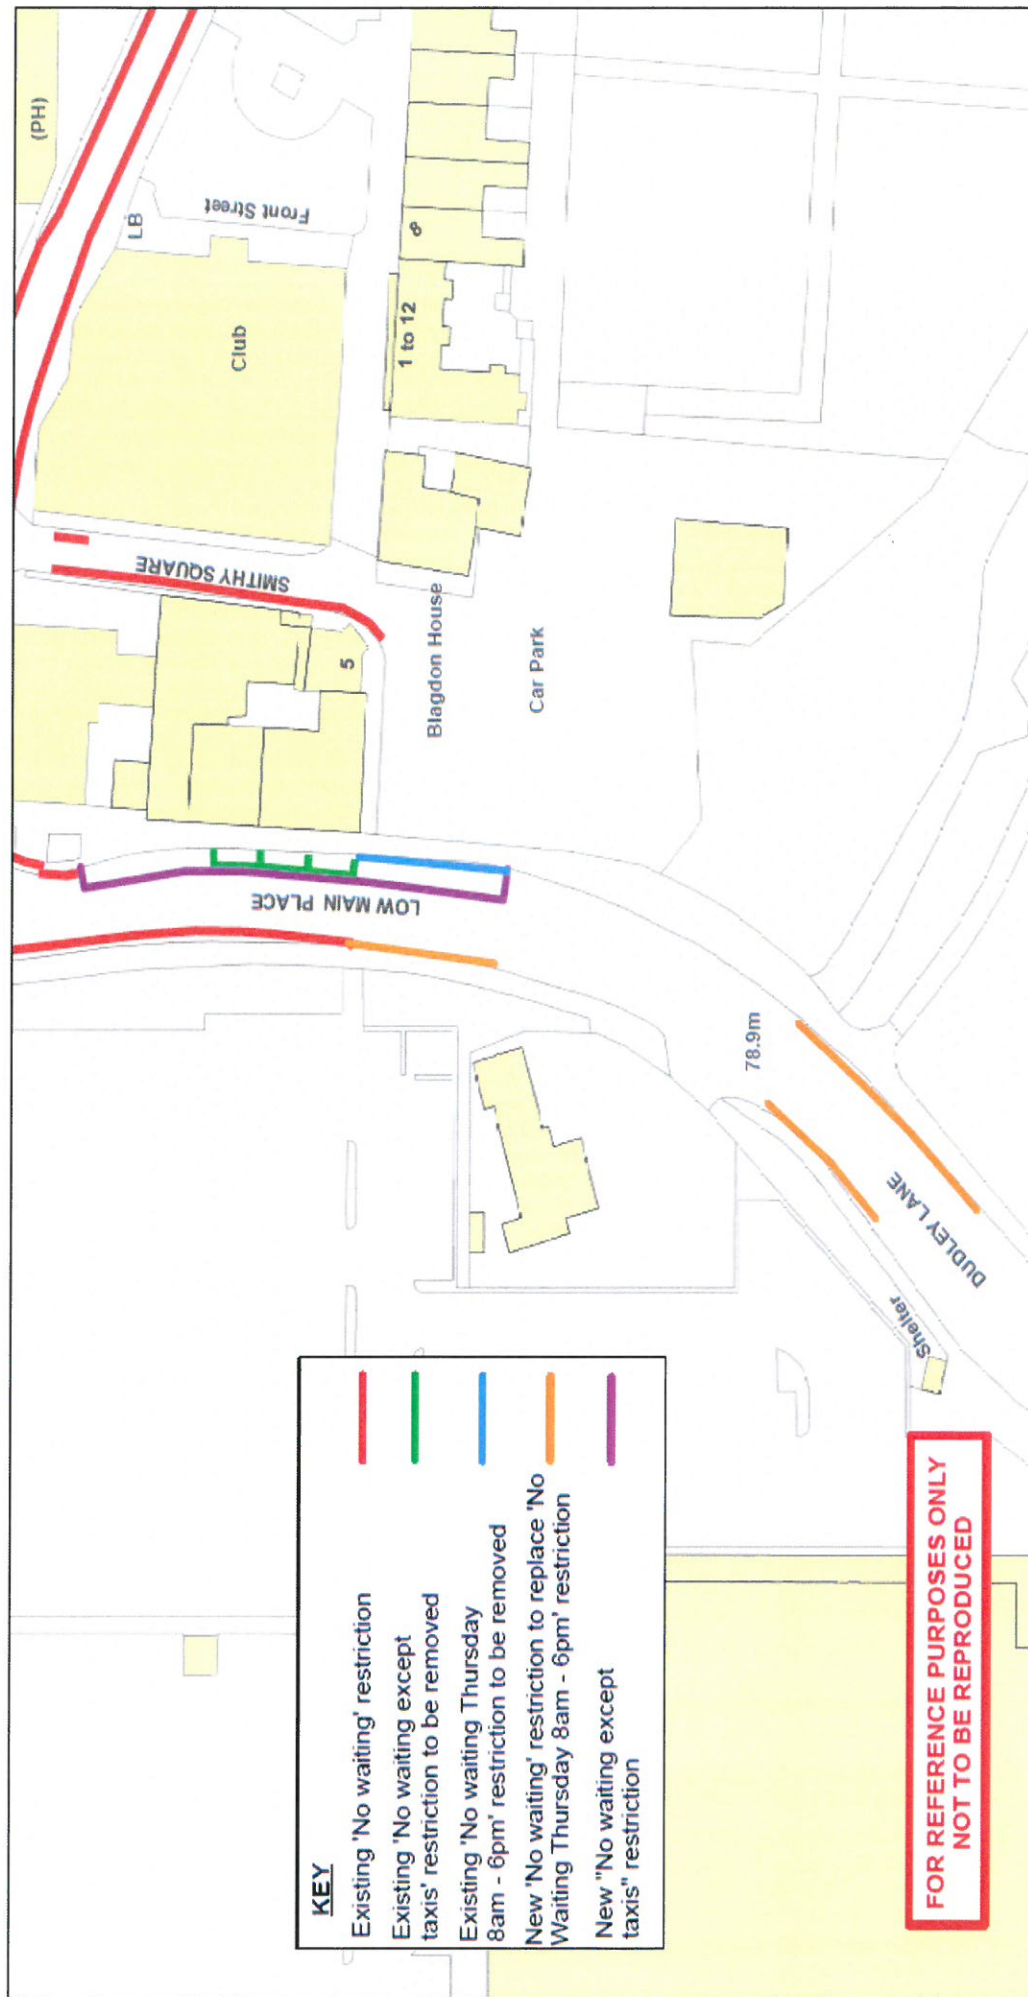 KEY
Existing 'No waiting' restriction
Existing 'No waiting except
taxis' restriction to be removed
Existing 'No waiting Thursday
8am - 6pm' restriction to be removed
New 'No waiting' restriction to replace 'No
Waiting Thursday 8am - 6pm' restriction
New "No waiting except
taxis" restriction
FOR REFERENCE PURPOSES ONLY
NOT TO BE REPRODUCED
Shelter
DUDLEY LANE
78.9m
LOW MAIN PLACE
5
SMITHY SQUARE
Blagdon House
Car Park
Club
1 to 12
8
LB
Front Street
(PH)